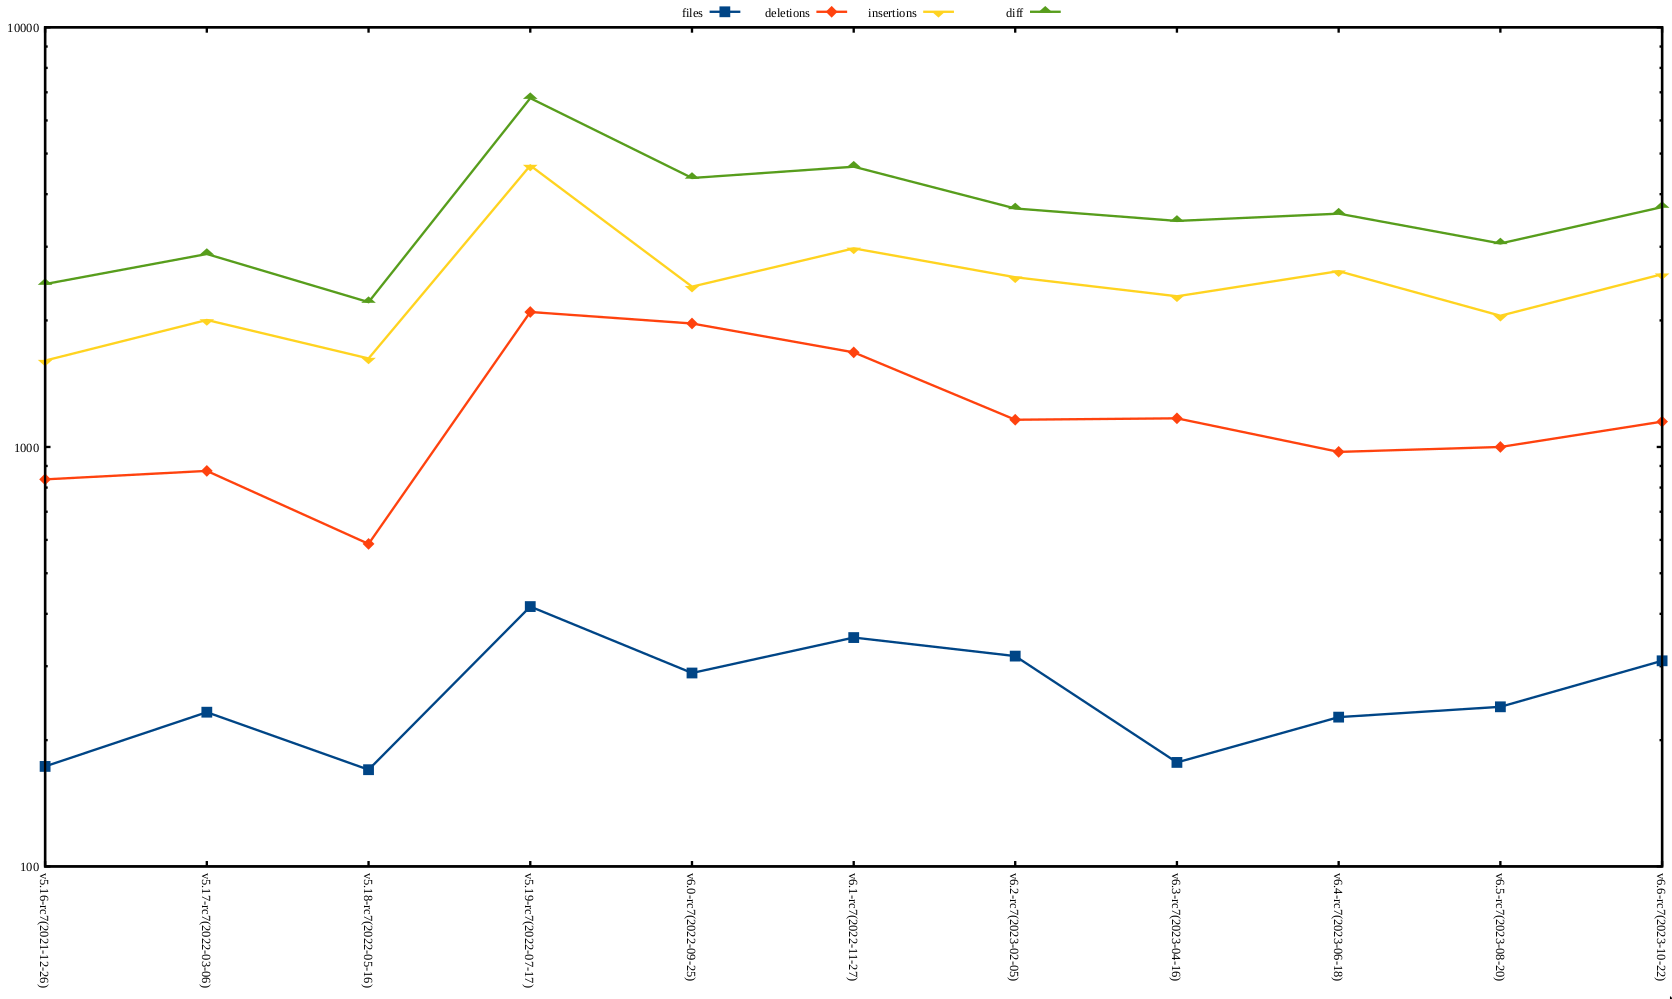 files deletions insertions diff
10000
1000
100
v5.16-rc7(2021-12-26)
v5.17-rc7(2022-03-06)
v5.18-rc7(2022-05-16)
v5.19-rc7(2022-07-17)
v6.0-rc7(2022-09-25)
v6.1-rc7(2022-11-27)
v6.2-rc7(2023-02-05)
v6.3-rc7(2023-04-16)
v6.4-rc7(2023-06-18)
v6.5-rc7(2023-08-20)
v6.6-rc7(2023-10-22)